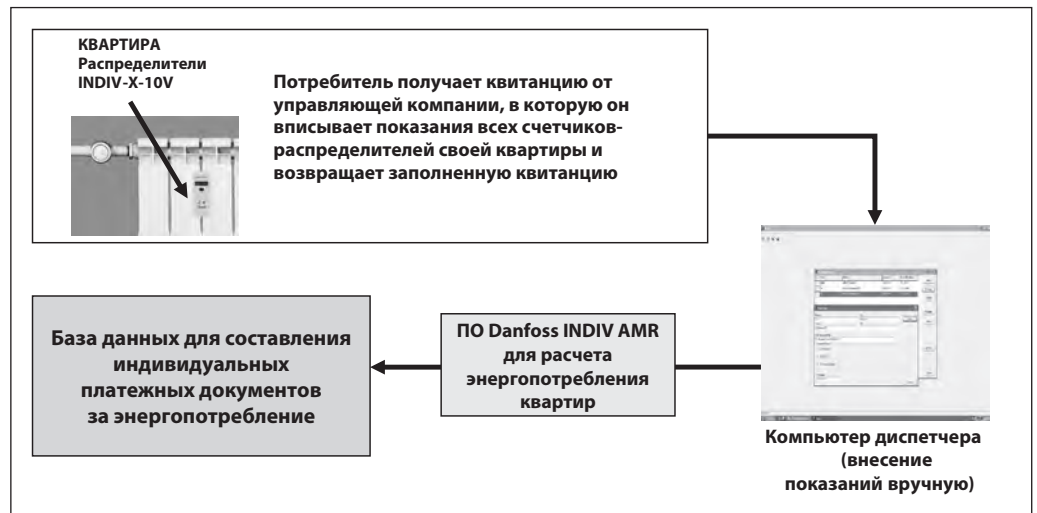 КВАРТИРА
Распределители
INDIV-X-10V
Потребитель получает квитанцию от
управляющей компании, в которую он
вписывает показания всех счетчиков-
распределителей своей квартиры и
возвращает заполненную квитанцию
База данных для составления
индивидуальных
платежных документов
за энергопотребление
ПО Danfoss INDIV AMR
для расчета
энергопотребления
квартир
Компьютер диспетчера
(внесение
показаний вручную)